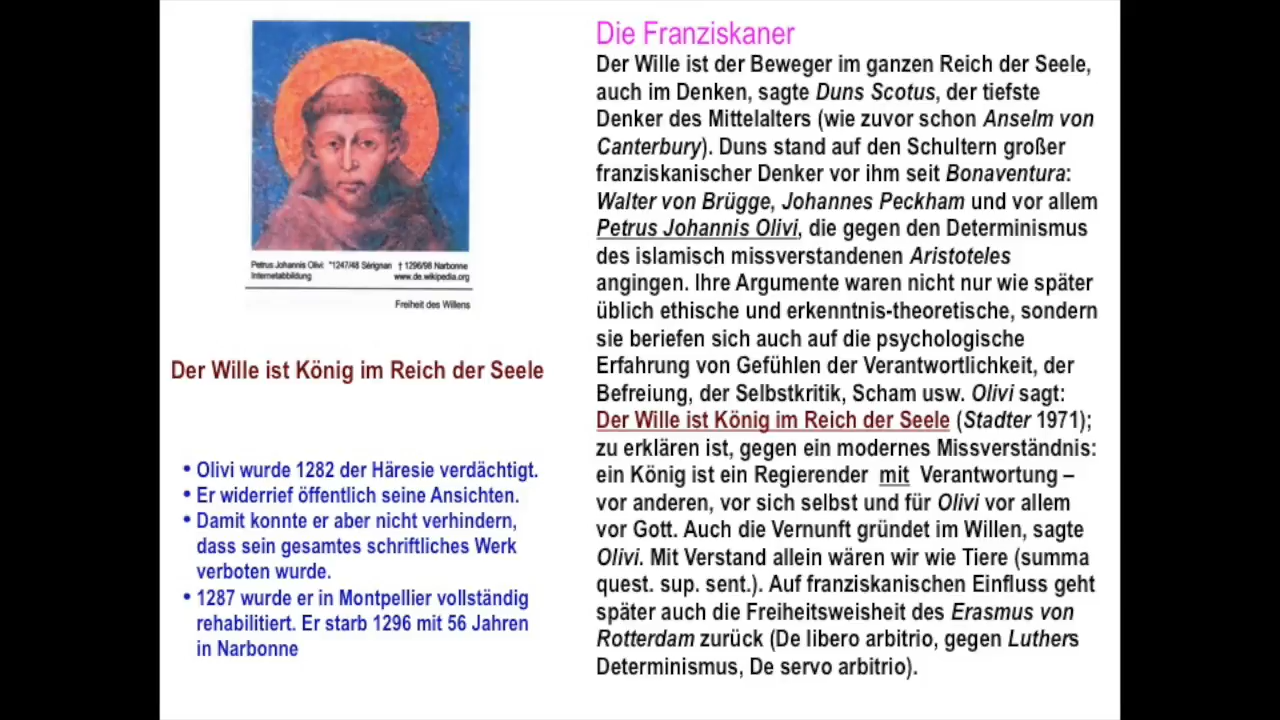 Petrus Johannis Olivi *1247/48 Sérignan † 1296/98 Narbonne
Internetabbildung www.de.wikipedia.org
Freiheit des Willens
Der Wille ist König im Reich der Seele
• Olivi wurde 1282 der Häresie verdächtigt.
• Er widerrief öffentlich seine Ansichten.
• Damit konnte er aber nicht verhindern,
dass sein gesamtes schriftliches Werk
verboten wurde.
• 1287 wurde er in Montpellier vollständig
rehabilitiert. Er starb 1296 mit 56 Jahren
in Narbonne
Die Franziskaner
Der Wille ist der Beweger im ganzen Reich der Seele,
auch im Denken, sagte Duns Scotus, der tiefste
Denker des Mittelalters (wie zuvor schon Anselm von
Canterbury). Duns stand auf den Schultern großer
franziskanischer Denker vor ihm seit Bonaventura:
Walter von Brügge, Johannes Peckham und vor allem
Petrus Johannis Olivi, die gegen den Determinismus
des islamisch missverstandenen Aristoteles
angingen. Ihre Argumente waren nicht nur wie später
üblich ethische und erkenntnis-theoretische, sondern
sie beriefen sich auch auf die psychologische
Erfahrung von Gefühlen der Verantwortlichkeit, der
Befreiung, der Selbstkritik, Scham usw. Olivi sagt:
Der Wille ist König im Reich der Seele (Stadter 1971);
zu erklären ist, gegen ein modernes Missverständnis:
ein König ist ein Regierender mit Verantwortung –
vor anderen, vor sich selbst und für Olivi vor allem
vor Gott. Auch die Vernunft gründet im Willen, sagte
Olivi. Mit Verstand allein wären wir wie Tiere (summa
quest. sup. sent.). Auf franziskanischen Einfluss geht
später auch die Freiheitsweisheit des Erasmus von
Rotterdam zurück (De libero arbitrio, gegen Luthers
Determinismus, De servo arbitrio).